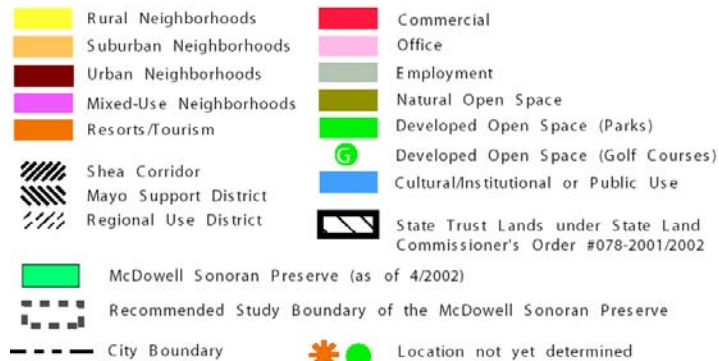 Rural Neighborhoods
Suburban Neighborhoods
Urban Neighborhoods
Mixed-Use Neighborhoods
Resorts/Tourism
Shea Corridor
Mayo Support District
Regional Use District
Commercial
Office
Employment
Natural Open Space
Developed Open Space (Parks)
G
Developed Open Space (Golf Courses)
Cultural/Institutional or Public Use
State Trust Lands under State Land
Commissioner's Order #078-2001/2002
McDowell Sonoran Preserve (as of 4/2002)
Recommended Study Boundary of the McDowell Sonoran Preserve
City Boundary
Location not yet determined